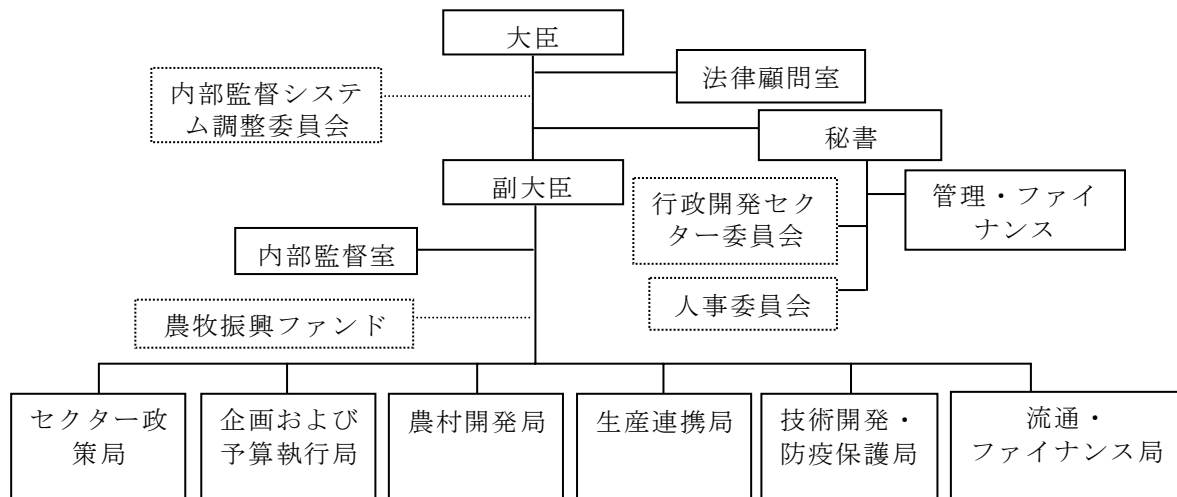 大臣
法律顧問室
内部監督システ
ム調整委員会
秘書
副大臣
管理・ファイ
ナンス
行政開発セク
ター委員会
内部監督室
人事委員会
農牧振興ファンド
セクター政
策局
企画および
予算執行局
農村開発局
生産連携局
技術開発・
防疫保護局
流通・
ファイナンス局